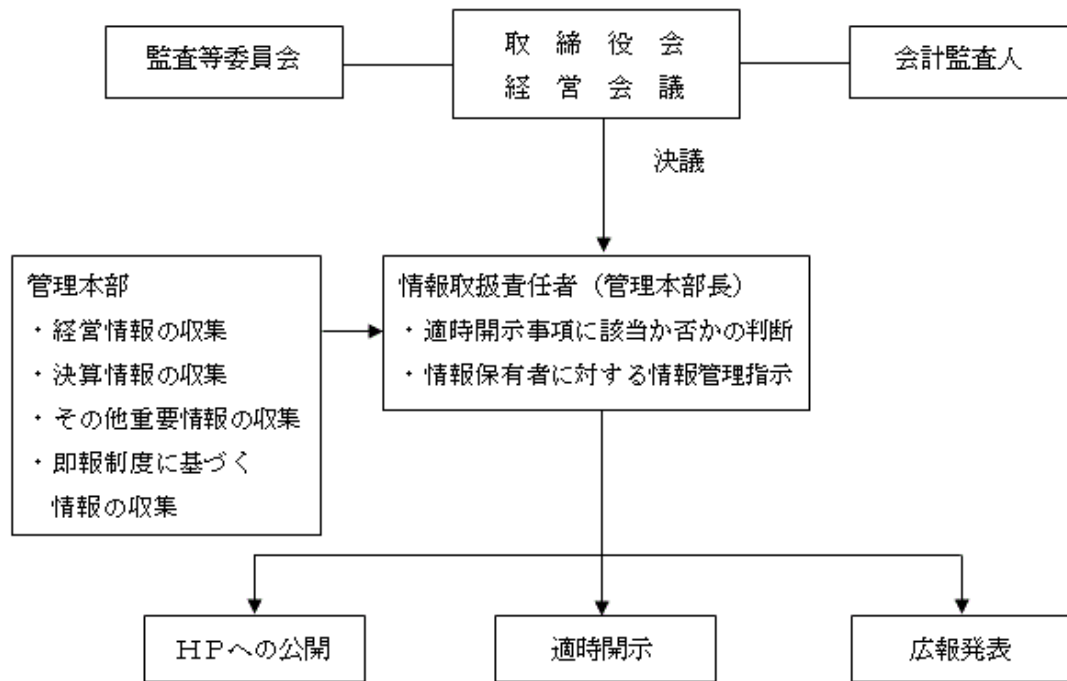 監査等委員会
取締役会
経営会議
会計監査人
決議
管理本部
・経営情報の収集
・決算情報の収集
・その他重要情報の収集
・即報制度に基づく
情報の収集
情報取扱責任者（管理本部長）
・適時開示事項に該当か否かの判断
・情報保有者に対する情報管理指示
ＨＰへの公開
適時開示
広報発表